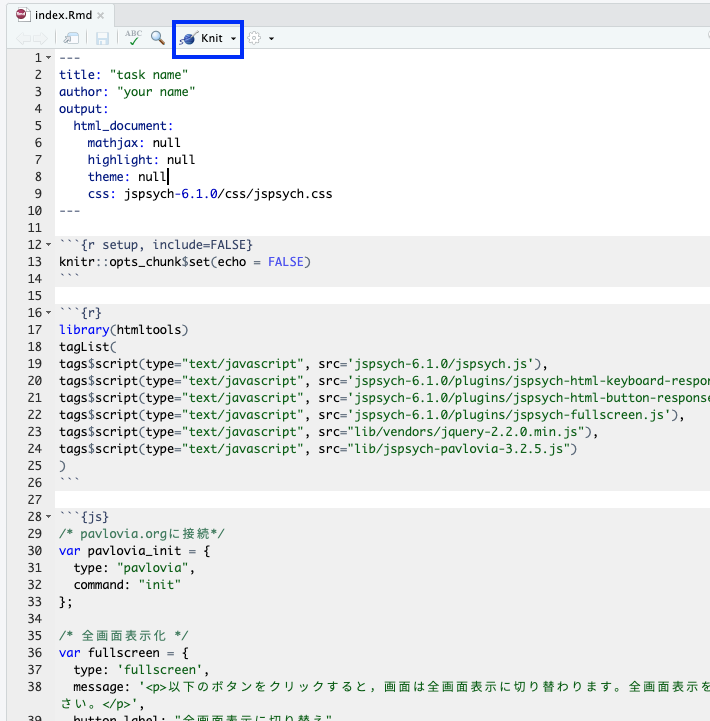 index.Rmd ×
ABC Knit
1 ---
2 title: "task name"
3 author: "your name"
4 output:
5   html_document:
6     mathjax: null
7     highlight: null
8     theme: null
9     css: jspsych-6.1.0/css/jspsych.css
10 ---
11
12 ```{r setup, include=FALSE}
13 knitr::opts_chunk$set(echo = FALSE)
14 ```
15
16 ```{r}
17 library(htmltools)
18 tagList(
19 tags$script(type="text/javascript", src='jspsych-6.1.0/jspsych.js'),
20 tags$script(type="text/javascript", src='jspsych-6.1.0/plugins/jspsych-html-keyboard-respon
21 tags$script(type="text/javascript", src='jspsych-6.1.0/plugins/jspsych-html-button-response
22 tags$script(type="text/javascript", src='jspsych-6.1.0/plugins/jspsych-fullscreen.js'),
23 tags$script(type="text/javascript", src="lib/vendors/jquery-2.2.0.min.js"),
24 tags$script(type="text/javascript", src="lib/jspsych-pavlovia-3.2.5.js")
25 )
26 ```
27
28 ```{js}
29 /* pavlovia.orgに接続*/
30 var pavlovia_init = {
31   type: "pavlovia",
32   command: "init"
33 };
34
35 /* 全画面表示化 */
36 var fullscreen = {
37   type: 'fullscreen',
38   message: '<p>以下のボタンをクリックすると，画面は全画面表示に切り替わります。全画面表示を
さい。</p>',
39   button_label: "全画面表示に切り替え"